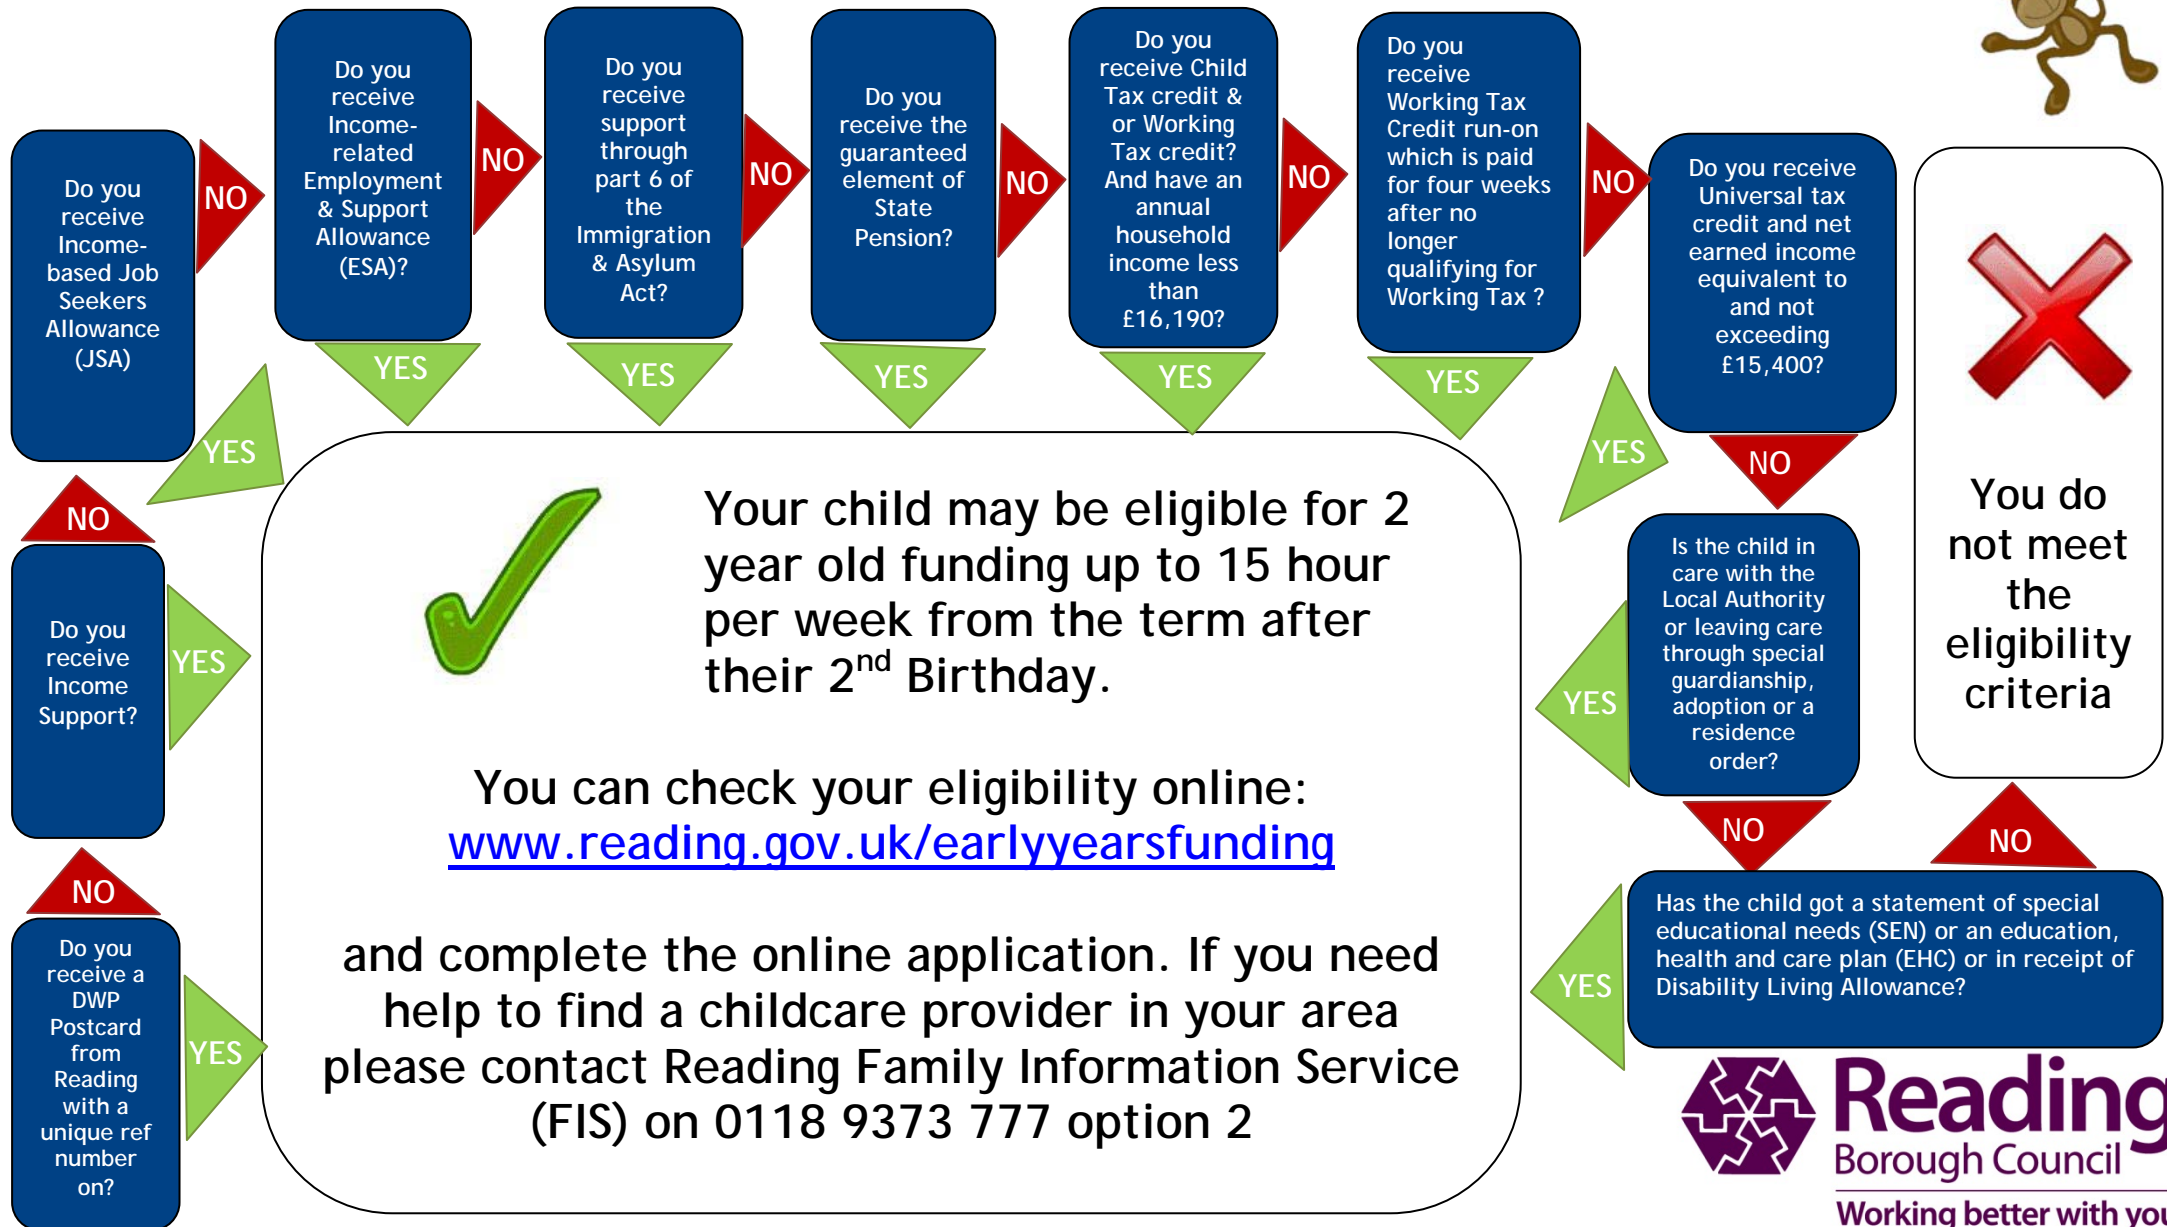 Do you
receive a
DWP
Postcard
from
Reading
with a
unique ref
number
on?
NO
YES
Do you
receive
Income
Support?
NO
YES
Do you
receive
Income-
based Job
Seekers
Allowance
(JSA)
NO
YES
Do you
receive
Income-
related
Employment
& Support
Allowance
(ESA)?
NO
YES
Do you
receive
support
through
part 6 of
the
Immigration
& Asylum
Act?
NO
YES
Do you
receive the
guaranteed
element of
State
Pension?
NO
YES
Do you
receive Child
Tax credit &
or Working
Tax credit?
And have an
annual
household
income less
than
£16,190?
NO
YES
Do you
receive
Working Tax
Credit run-on
which is paid
for four weeks
after no
longer
qualifying for
Working Tax ?
NO
YES
Do you receive
Universal tax
credit and net
earned income
equivalent to
and not
exceeding
£15,400?
NO
YES
Is the child in
care with the
Local Authority
or leaving care
through special
guardianship,
adoption or a
residence
order?
NO
YES
Has the child got a statement of special
educational needs (SEN) or an education,
health and care plan (EHC) or in receipt of
Disability Living Allowance?
NO
YES
You do
not meet
the
eligibility
criteria
Your child may be eligible for 2
year old funding up to 15 hour
per week from the term after
their 2nd Birthday.
You can check your eligibility online:
www.reading.gov.uk/earlyyearsfunding
and complete the online application. If you need
help to find a childcare provider in your area
please contact Reading Family Information Service
(FIS) on 0118 9373 777 option 2
Reading
Borough Council
Working better with you